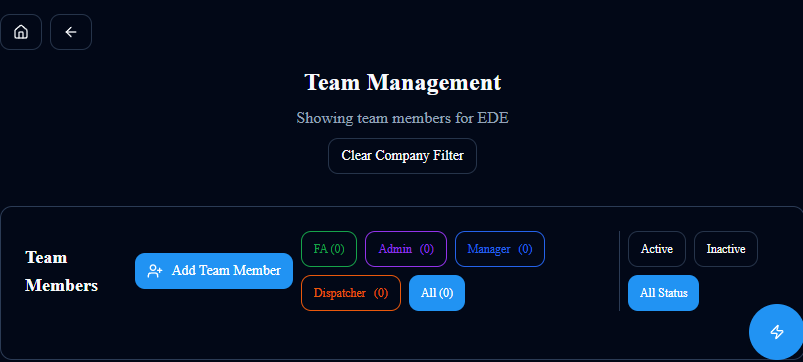 Team Management
Showing team members for EDE
Clear Company Filter
Team
Members
Add Team Member
FA (0)
Admin (0)
Manager (0)
Dispatcher (0)
All (0)
Active
Inactive
All Status